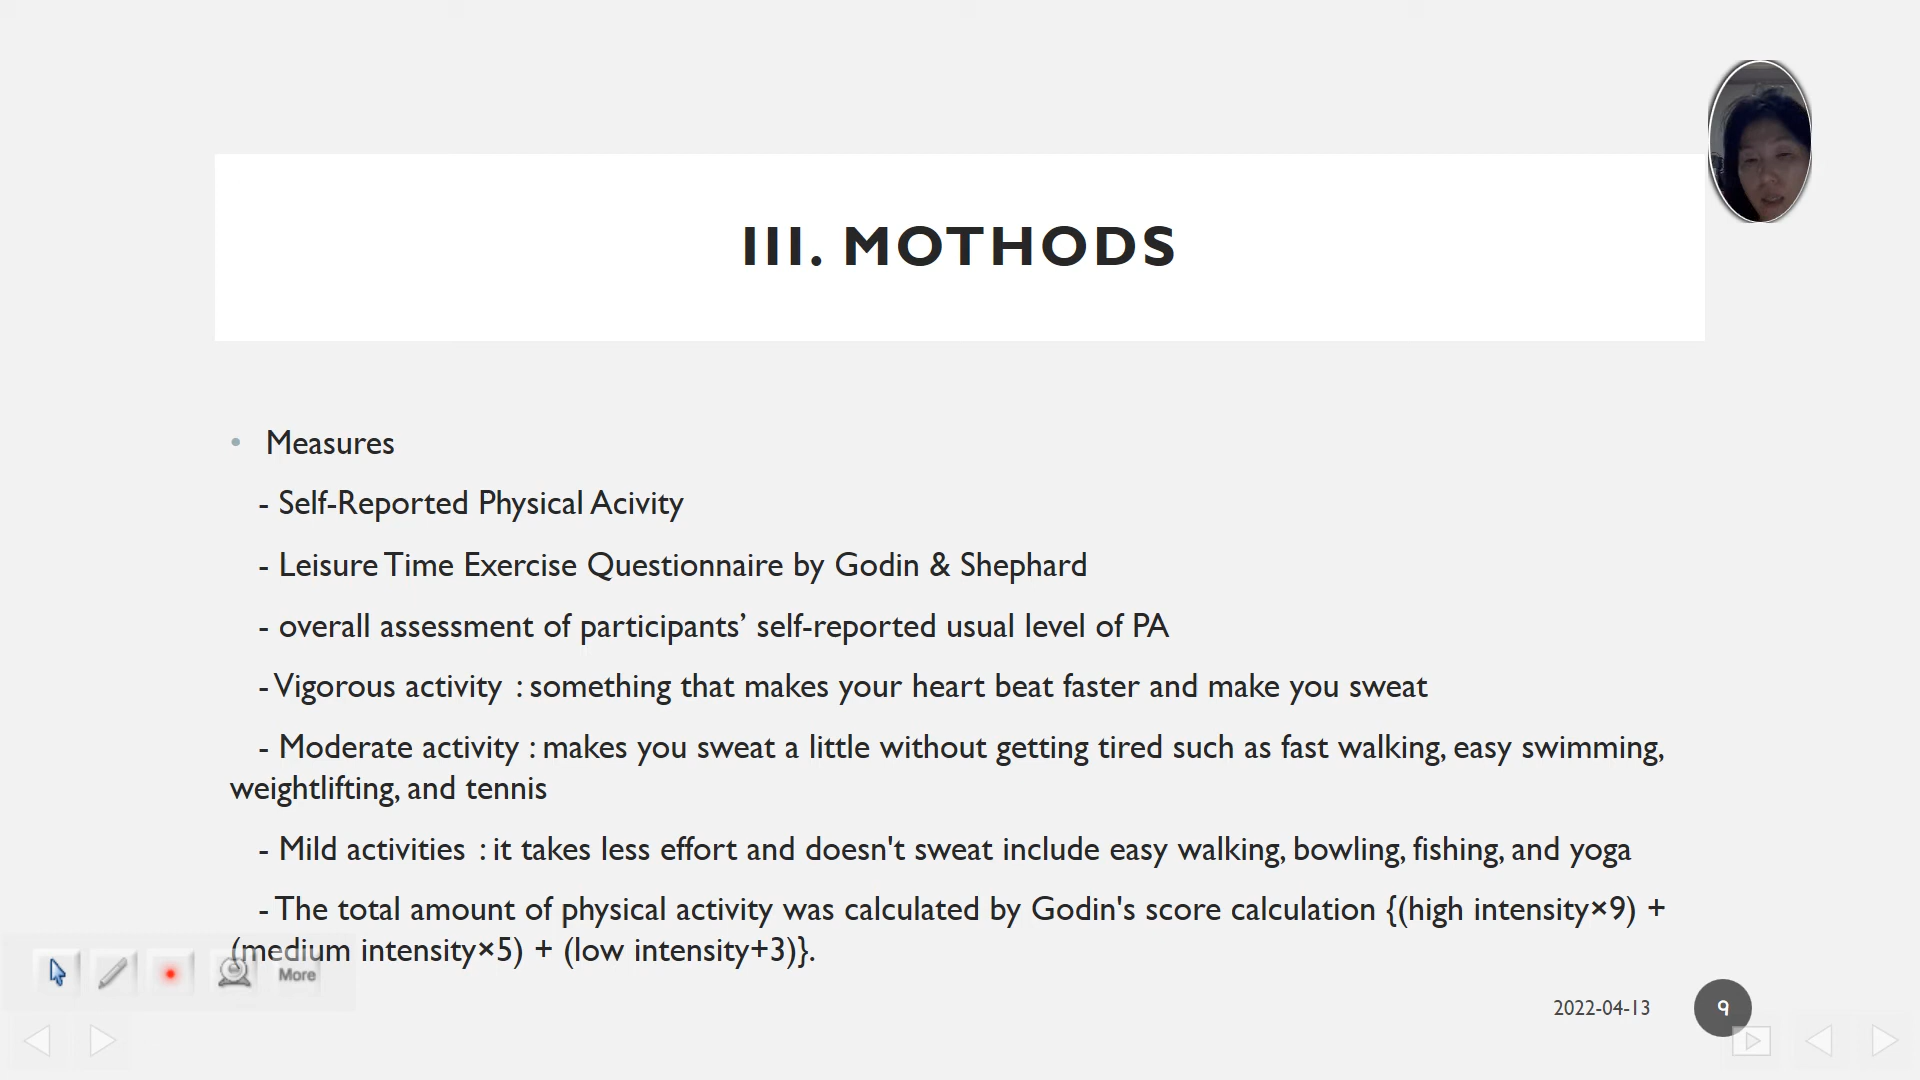 III. MOTHODS
• Measures
- Self-Reported Physical Acivity
- Leisure Time Exercise Questionnaire by Godin & Shephard
- overall assessment of participants’ self-reported usual level of PA
- Vigorous activity : something that makes your heart beat faster and make you sweat
- Moderate activity : makes you sweat a little without getting tired such as fast walking, easy swimming,
weightlifting, and tennis
- Mild activities : it takes less effort and doesn't sweat include easy walking, bowling, fishing, and yoga
- The total amount of physical activity was calculated by Godin's score calculation {(high intensity×9) +
(medium intensity×5) + (low intensity+3)}.
More
2022-04-13
9